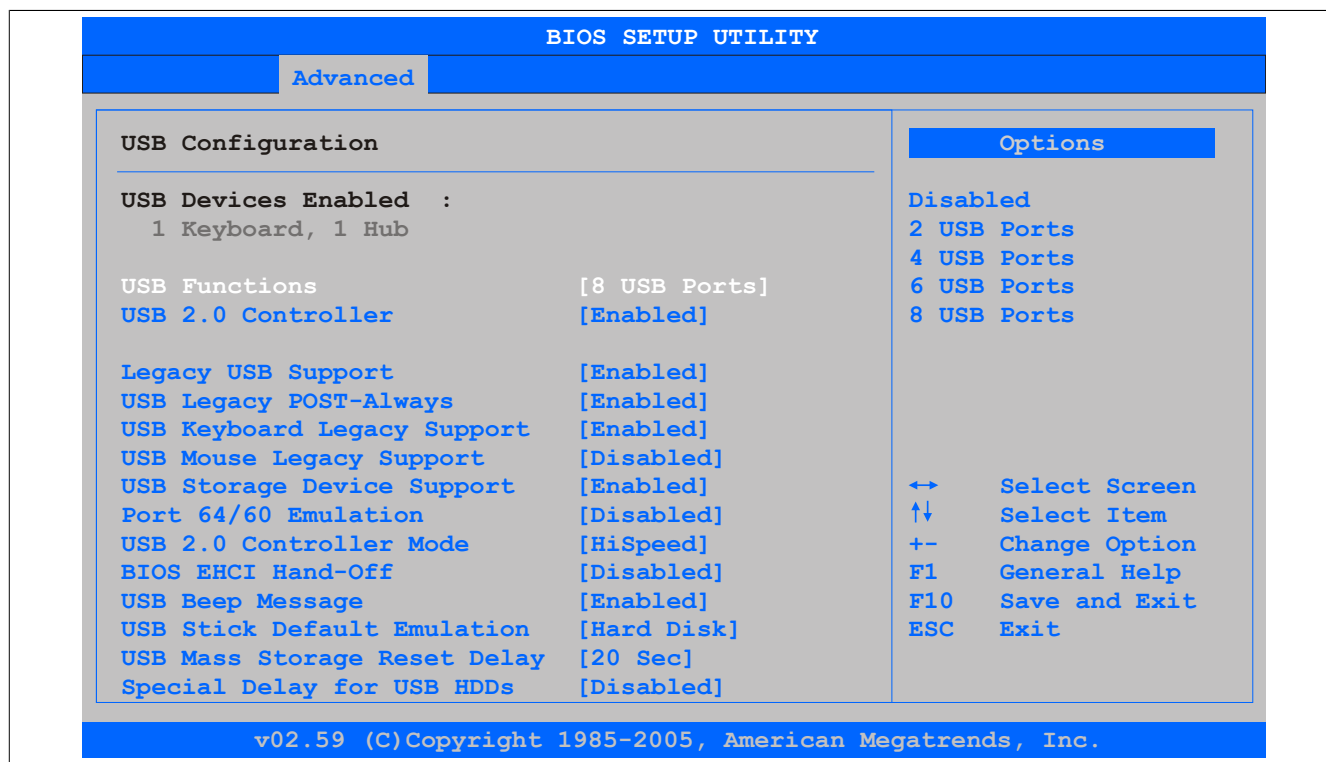 BIOS SETUP UTILITY
Advanced
USB Configuration
USB Devices Enabled :
1 Keyboard, 1 Hub
USB Functions [8 USB Ports]
USB 2.0 Controller [Enabled]
Legacy USB Support [Enabled]
USB Legacy POST-Always [Enabled]
USB Keyboard Legacy Support [Enabled]
USB Mouse Legacy Support [Disabled]
USB Storage Device Support [Enabled]
Port 64/60 Emulation [Disabled]
USB 2.0 Controller Mode [HiSpeed]
BIOS EHCI Hand-Off [Disabled]
USB Beep Message [Enabled]
USB Stick Default Emulation [Hard Disk]
USB Mass Storage Reset Delay [20 Sec]
Special Delay for USB HDDs [Disabled]
Options
Disabled
2 USB Ports
4 USB Ports
6 USB Ports
8 USB Ports
↔ Select Screen
↑↓ Select Item
+- Change Option
F1 General Help
F10 Save and Exit
ESC Exit
v02.59 (C)Copyright 1985-2005, American Megatrends, Inc.